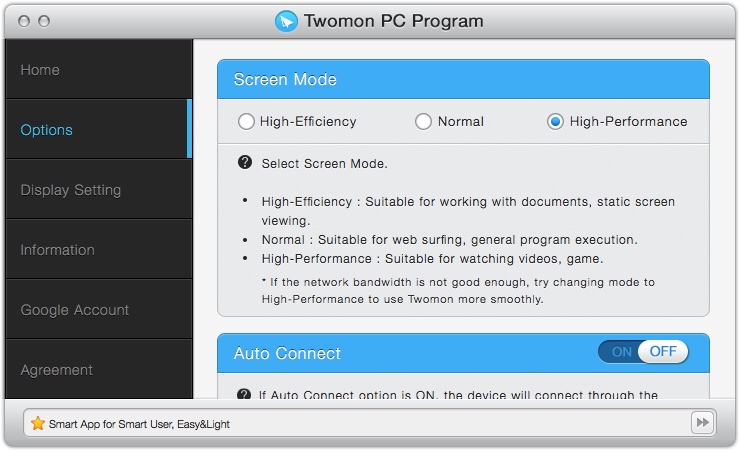 Twomon PC Program
Home
Options
Display Setting
Information
Google Account
Agreement
Screen Mode
High-Efficiency Normal High-Performance
? Select Screen Mode.
• High-Efficiency : Suitable for working with documents, static screen
viewing.
• Normal : Suitable for web surfing, general program execution.
• High-Performance : Suitable for watching videos, game.
* If the network bandwidth is not good enough, try changing mode to
High-Performance to use Twomon more smoothly.
Auto Connect ON OFF
? If Auto Connect option is ON, the device will connect through the
Smart App for Smart User, Easy&Light